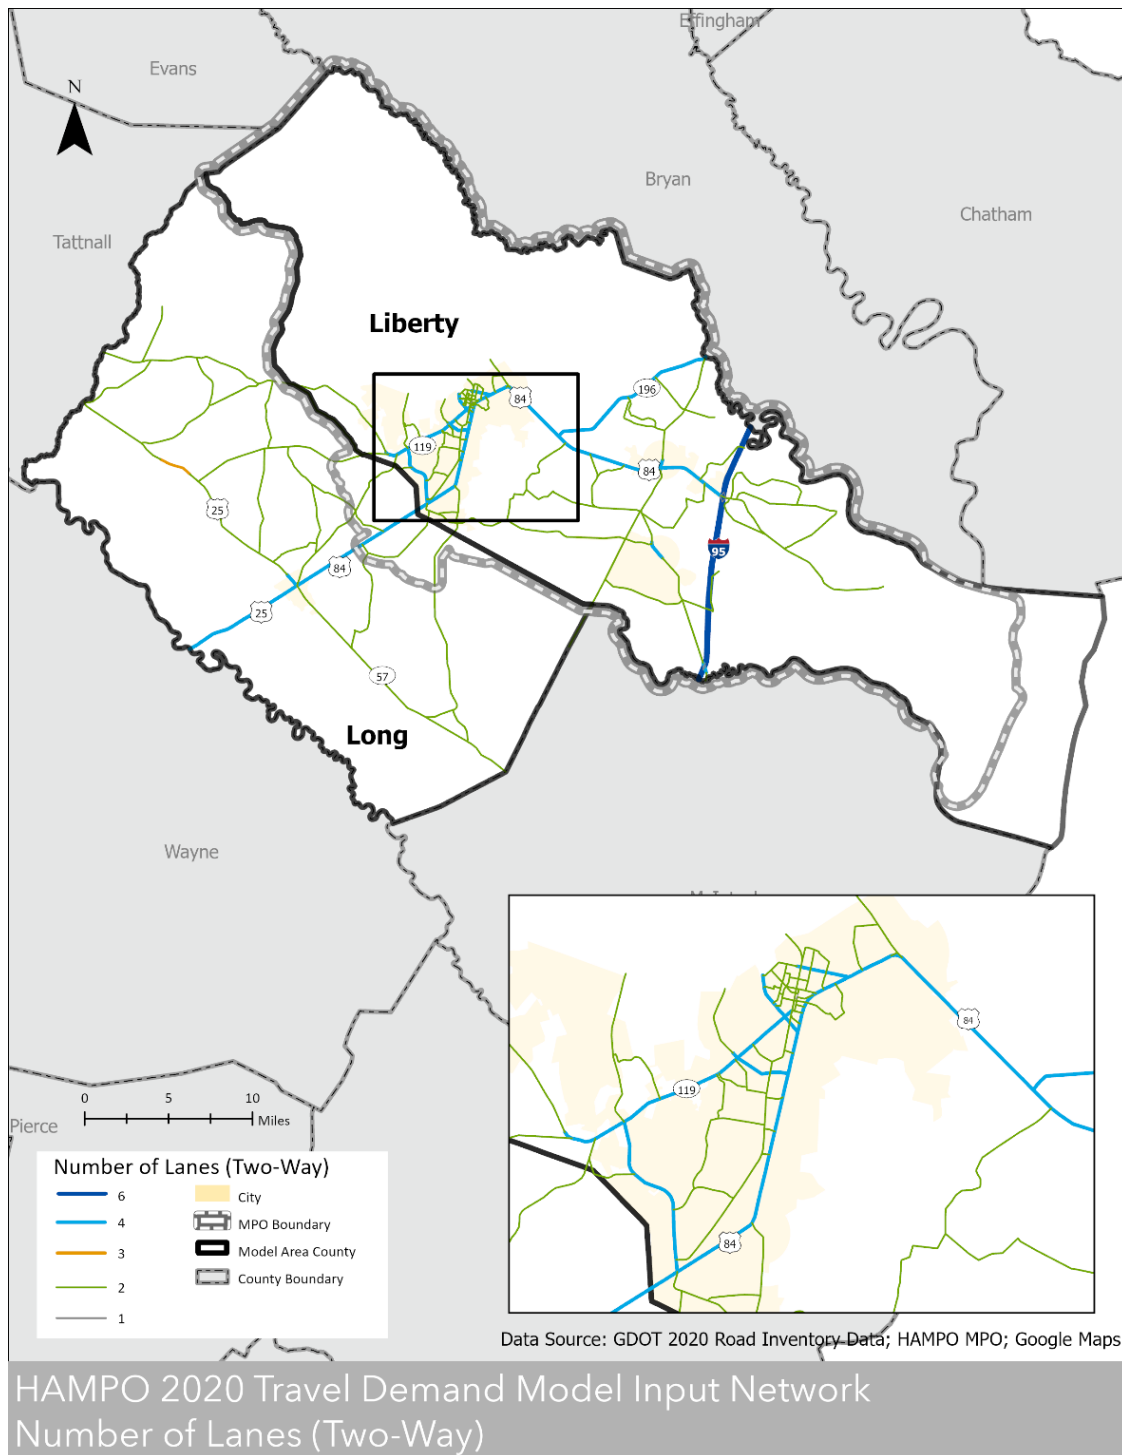 Effingham
Evans
N
Bryan
Chatham
Tattnall
Liberty
84
196
119
84
25
95
84
25
57
Long
Wayne
84
119
84
0 5 10
Miles
Pierce
Number of Lanes (Two-Way)
6
4
3
2
1
City
MPO Boundary
Model Area County
County Boundary
Data Source: GDOT 2020 Road Inventory Data; HAMPO MPO; Google Maps
HAMPO 2020 Travel Demand Model Input Network
Number of Lanes (Two-Way)